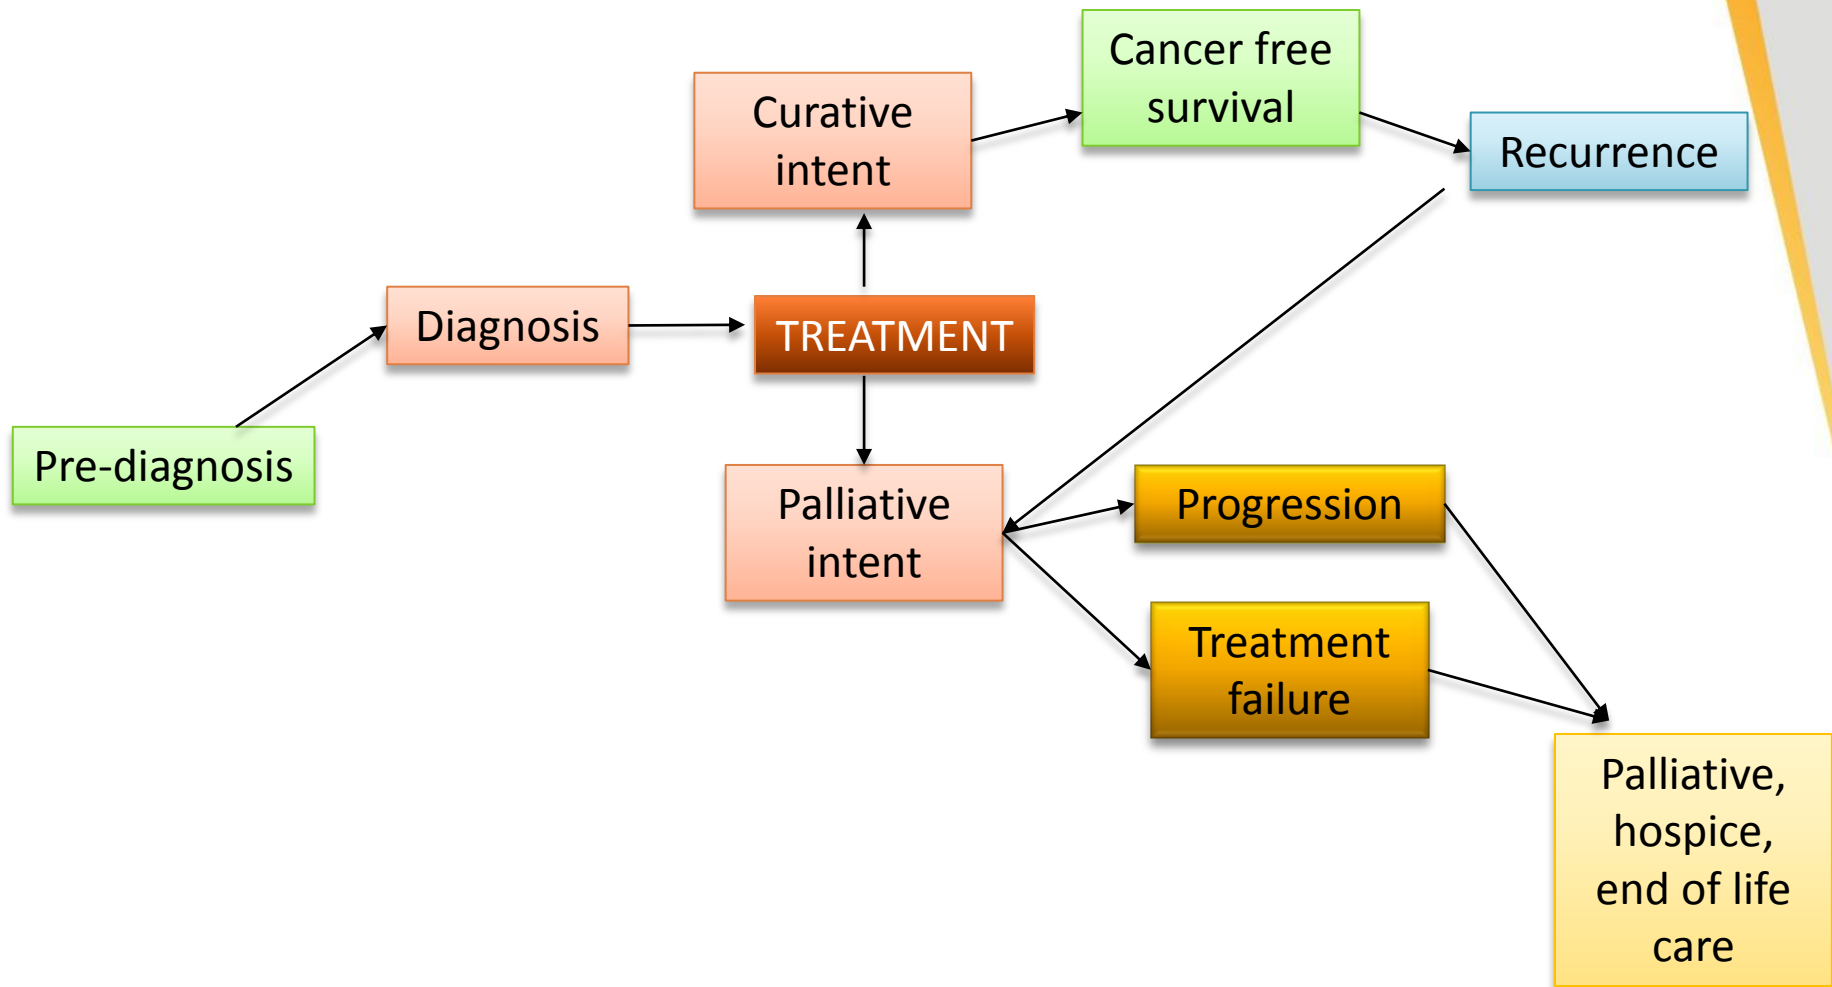 Cancer free
survival
Curative
intent
Recurrence
Diagnosis
TREATMENT
Pre-diagnosis
Palliative
intent
Progression
Treatment
failure
Palliative,
hospice,
end of life
care